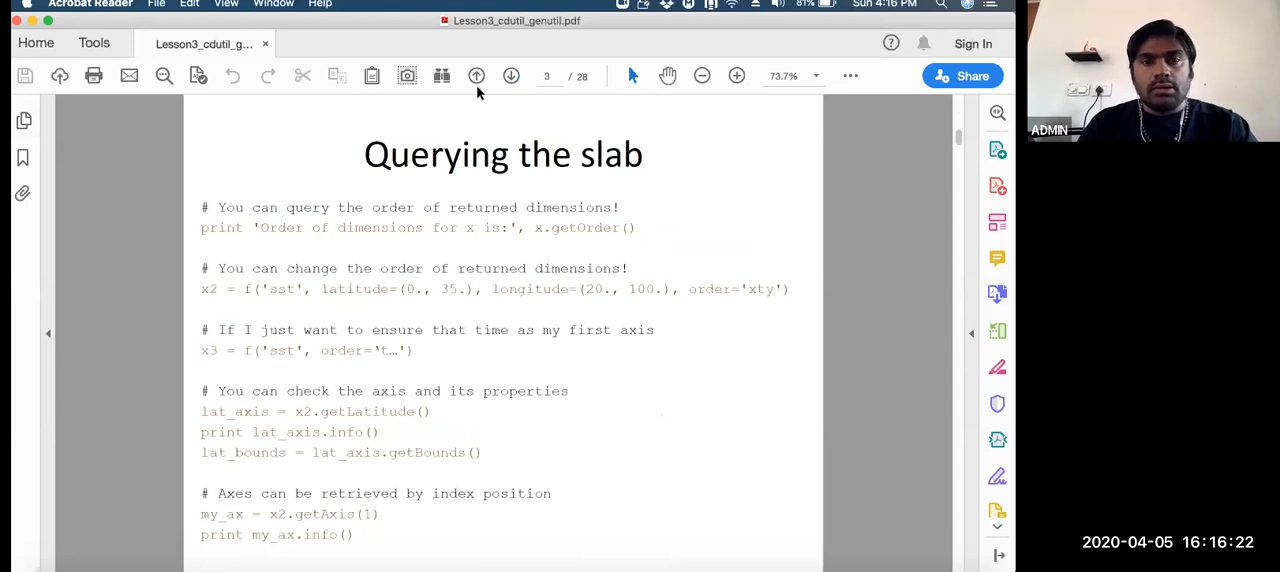 Acrobat Reader File Edit View Window Help 81% Sun 4:16 PM
Lesson3_cdutil_genutil.pdf
Home Tools Lesson3_cdutil_g... × Sign In
3 / 28 73.7% Share
Querying the slab
# You can query the order of returned dimensions!
print 'Order of dimensions for x is:', x.getOrder()
# You can change the order of returned dimensions!
x2 = f('sst', latitude=(0., 35.), longitude=(20., 100.), order='xty')
# If I just want to ensure that time as my first axis
x3 = f('sst', order=‘t…')
# You can check the axis and its properties
lat_axis = x2.getLatitude()
print lat_axis.info()
lat_bounds = lat_axis.getBounds()
# Axes can be retrieved by index position
my_ax = x2.getAxis(1)
print my_ax.info()
ADMIN
2020-04-05 16:16:22